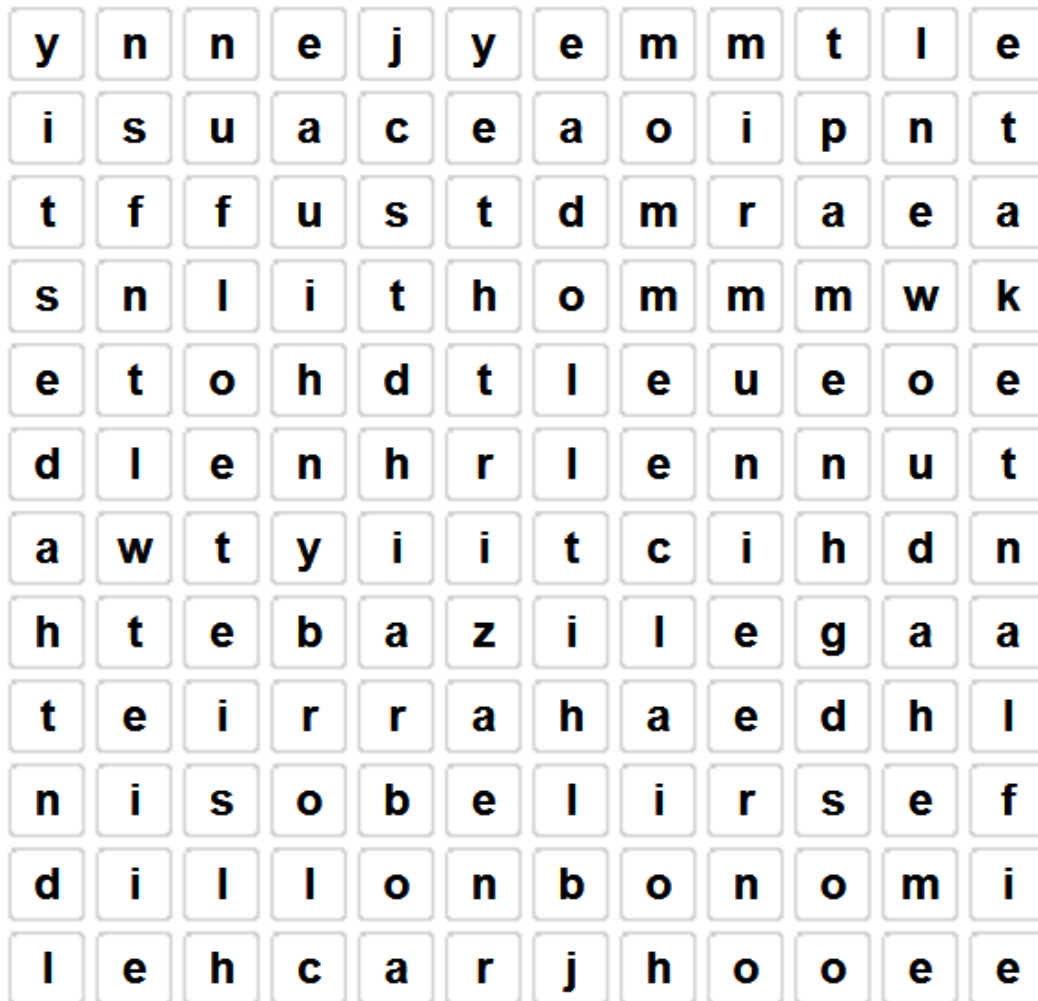 y n n e j y e m m t l e
i s u a c e a o i p n t
t f f u s t d m r a e a
s n l i t h o m m m w k
e t o h d t l e u e o e
d l e n h r l e n n u t
a w t y i i t c i h d n
h t e b a z i l e g a a
t e i r r a h a e d h l
n i s o b e l i r s e f
d i l l o n b o n o m i
l e h c a r j h o o e e